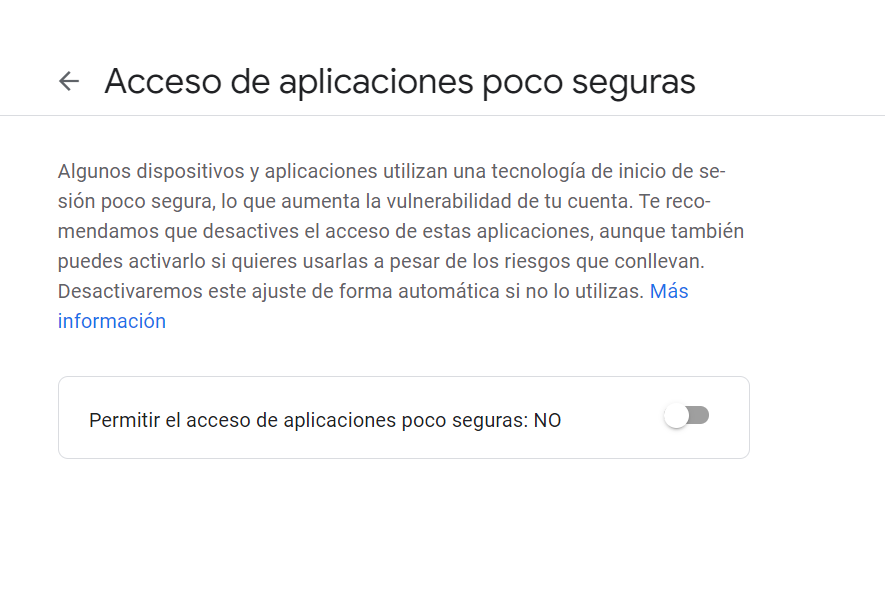 Acceso de aplicaciones poco seguras
Algunos dispositivos y aplicaciones utilizan una tecnología de inicio de se-
sión poco segura, lo que aumenta la vulnerabilidad de tu cuenta. Te reco-
mendamos que desactives el acceso de estas aplicaciones, aunque también
puedes activarlo si quieres usarlas a pesar de los riesgos que conllevan.
Desactivaremos este ajuste de forma automática si no lo utilizas. Más
información
Permitir el acceso de aplicaciones poco seguras: NO